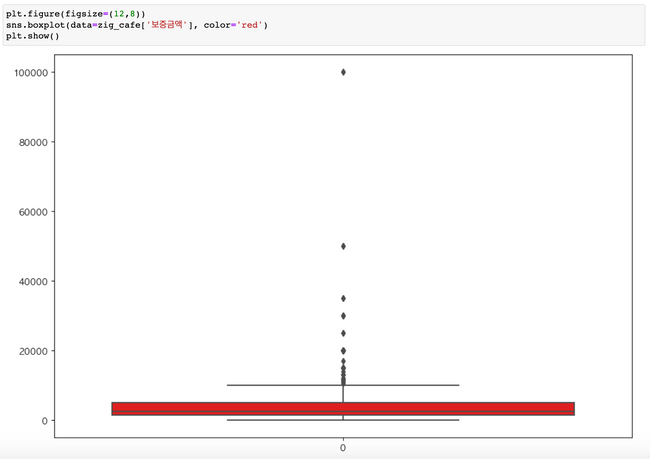 plt.figure(figsize=(12,8))
sns.boxplot(data=zig_cafe['보증금액'], color='red')
plt.show()
100000
80000
60000
40000
20000
0
0